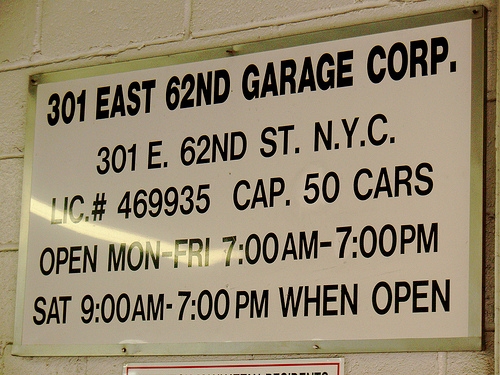 301 EAST 62ND GARAGE CORP.
301 E. 62ND ST. N.Y.C.
LIC.# 469935 CAP. 50 CARS
OPEN MON-FRI 7:00AM-7:00PM
SAT 9:00AM-7:00PM WHEN OPEN
RESIDENTS